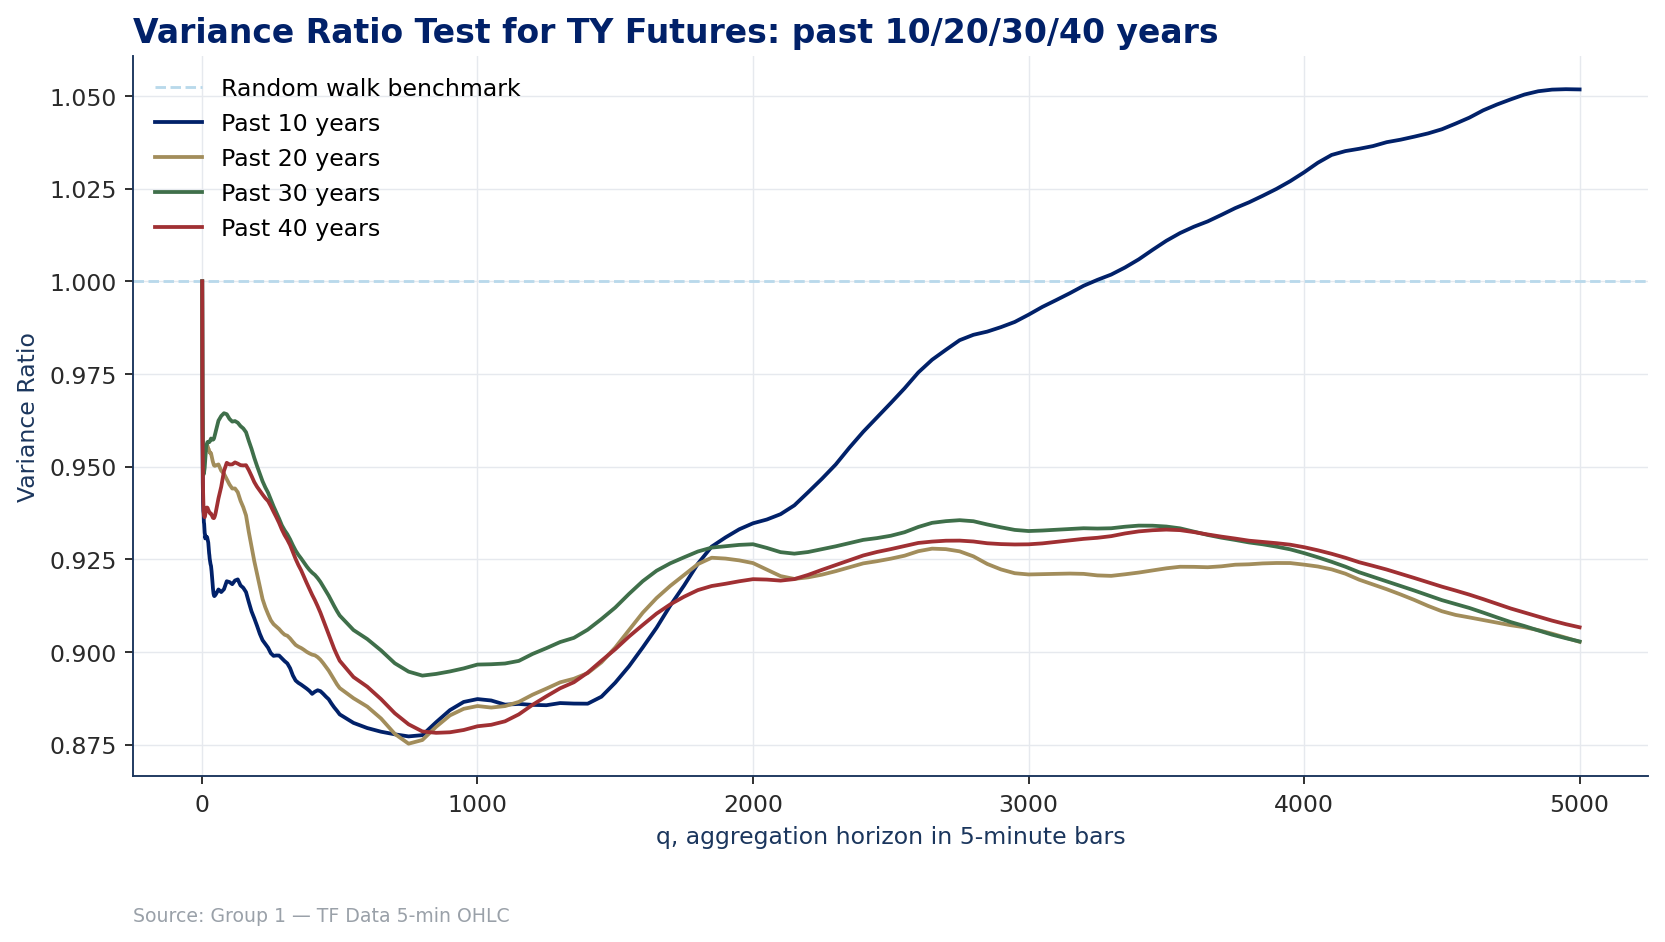 Variance Ratio Test for TY Futures: past 10/20/30/40 years
Random walk benchmark
Past 10 years
Past 20 years
Past 30 years
Past 40 years
1.050
1.025
1.000
0.975
0.950
0.925
0.900
0.875
Variance Ratio
0 1000 2000 3000 4000 5000
q, aggregation horizon in 5-minute bars
Source: Group 1 — TF Data 5-min OHLC